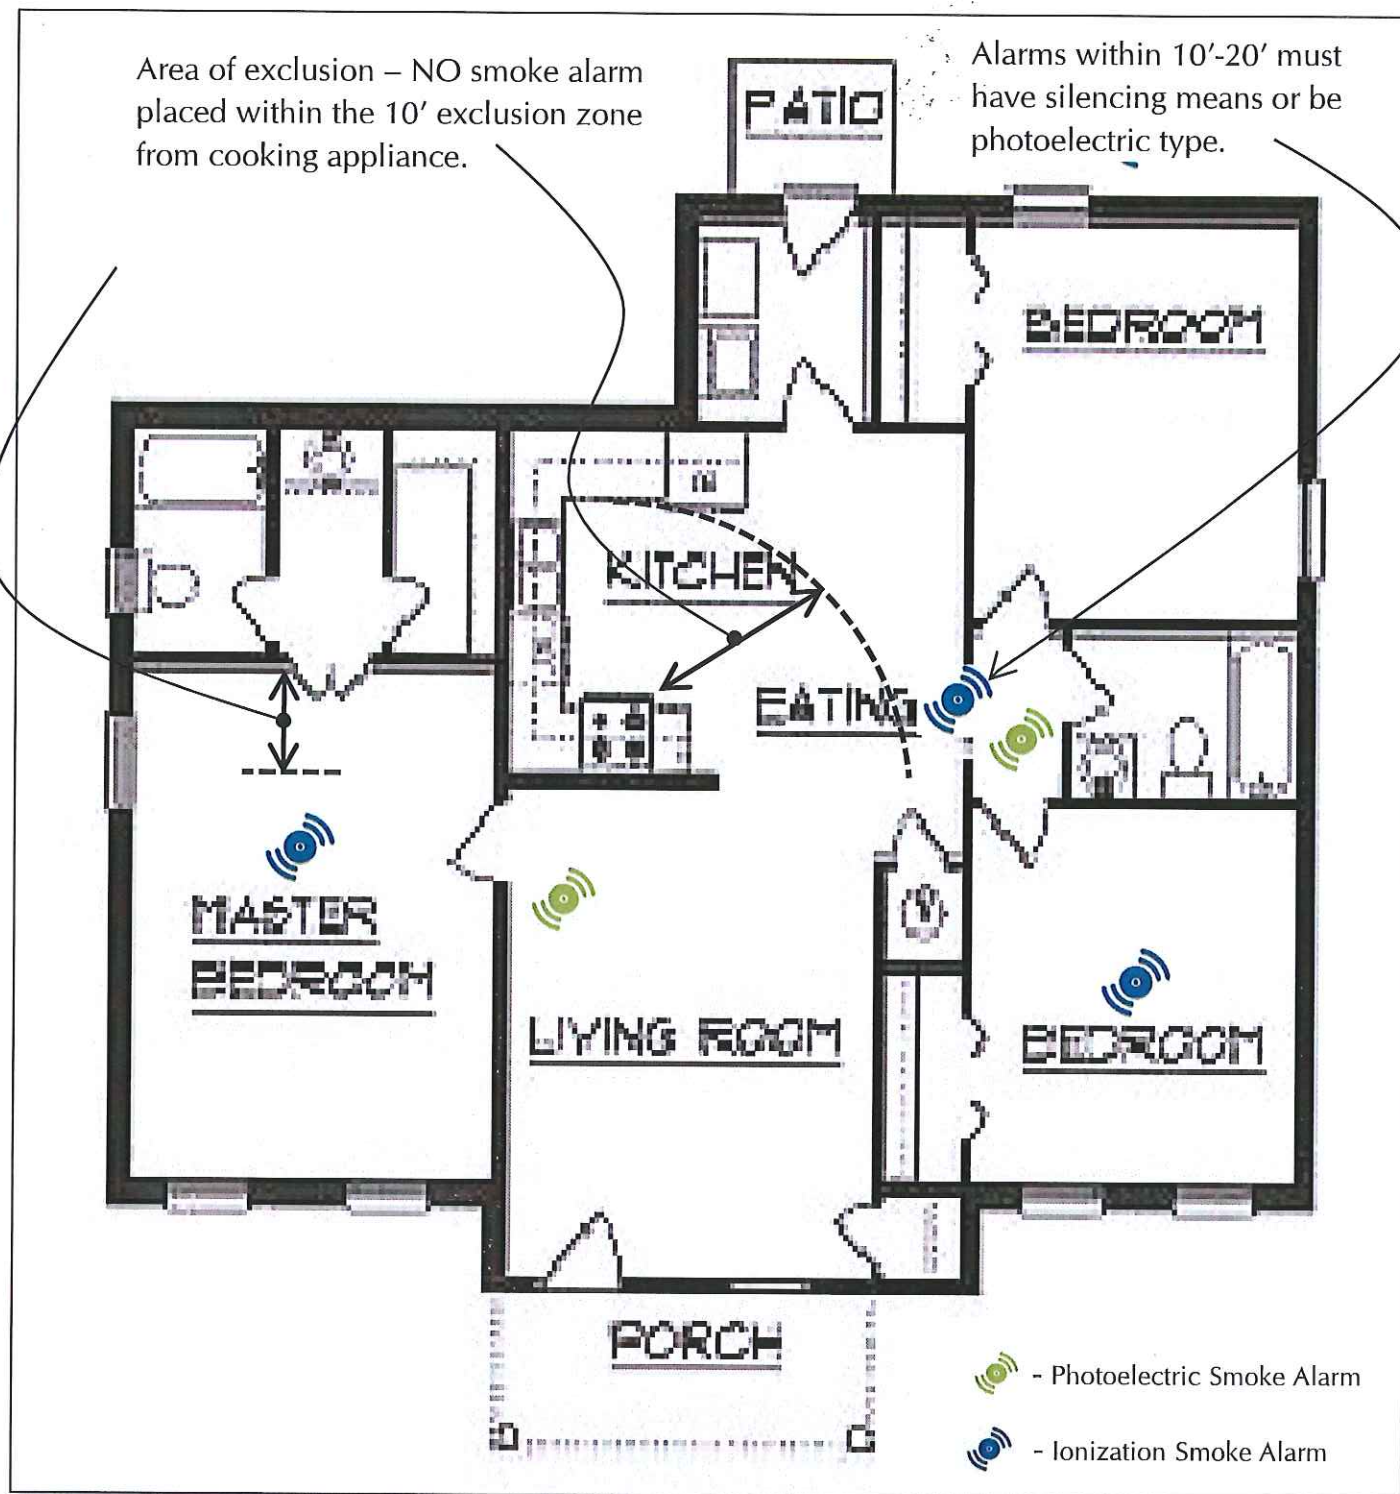 Area of exclusion – NO smoke alarm
placed within the 10′ exclusion zone
from cooking appliance.
Alarms within 10′-20′ must
have silencing means or be
photoelectric type.
PATIO
BEDROOM
KITCHEN
EATING
MASTER
BEDROOM
LIVING ROOM
BEDROOM
PORCH
- Photoelectric Smoke Alarm
- Ionization Smoke Alarm